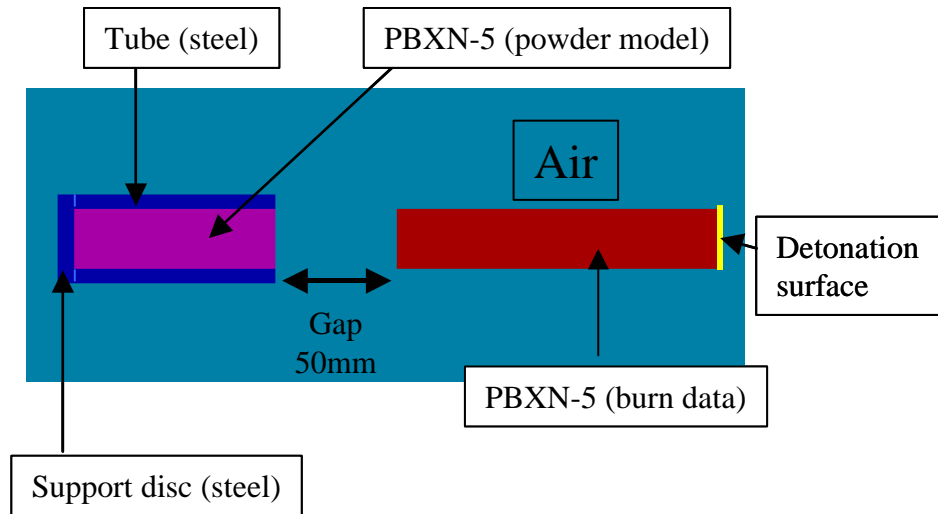 Tube (steel)
PBXN-5 (powder model)
Air
Detonation
surface
Gap
50mm
PBXN-5 (burn data)
Support disc (steel)